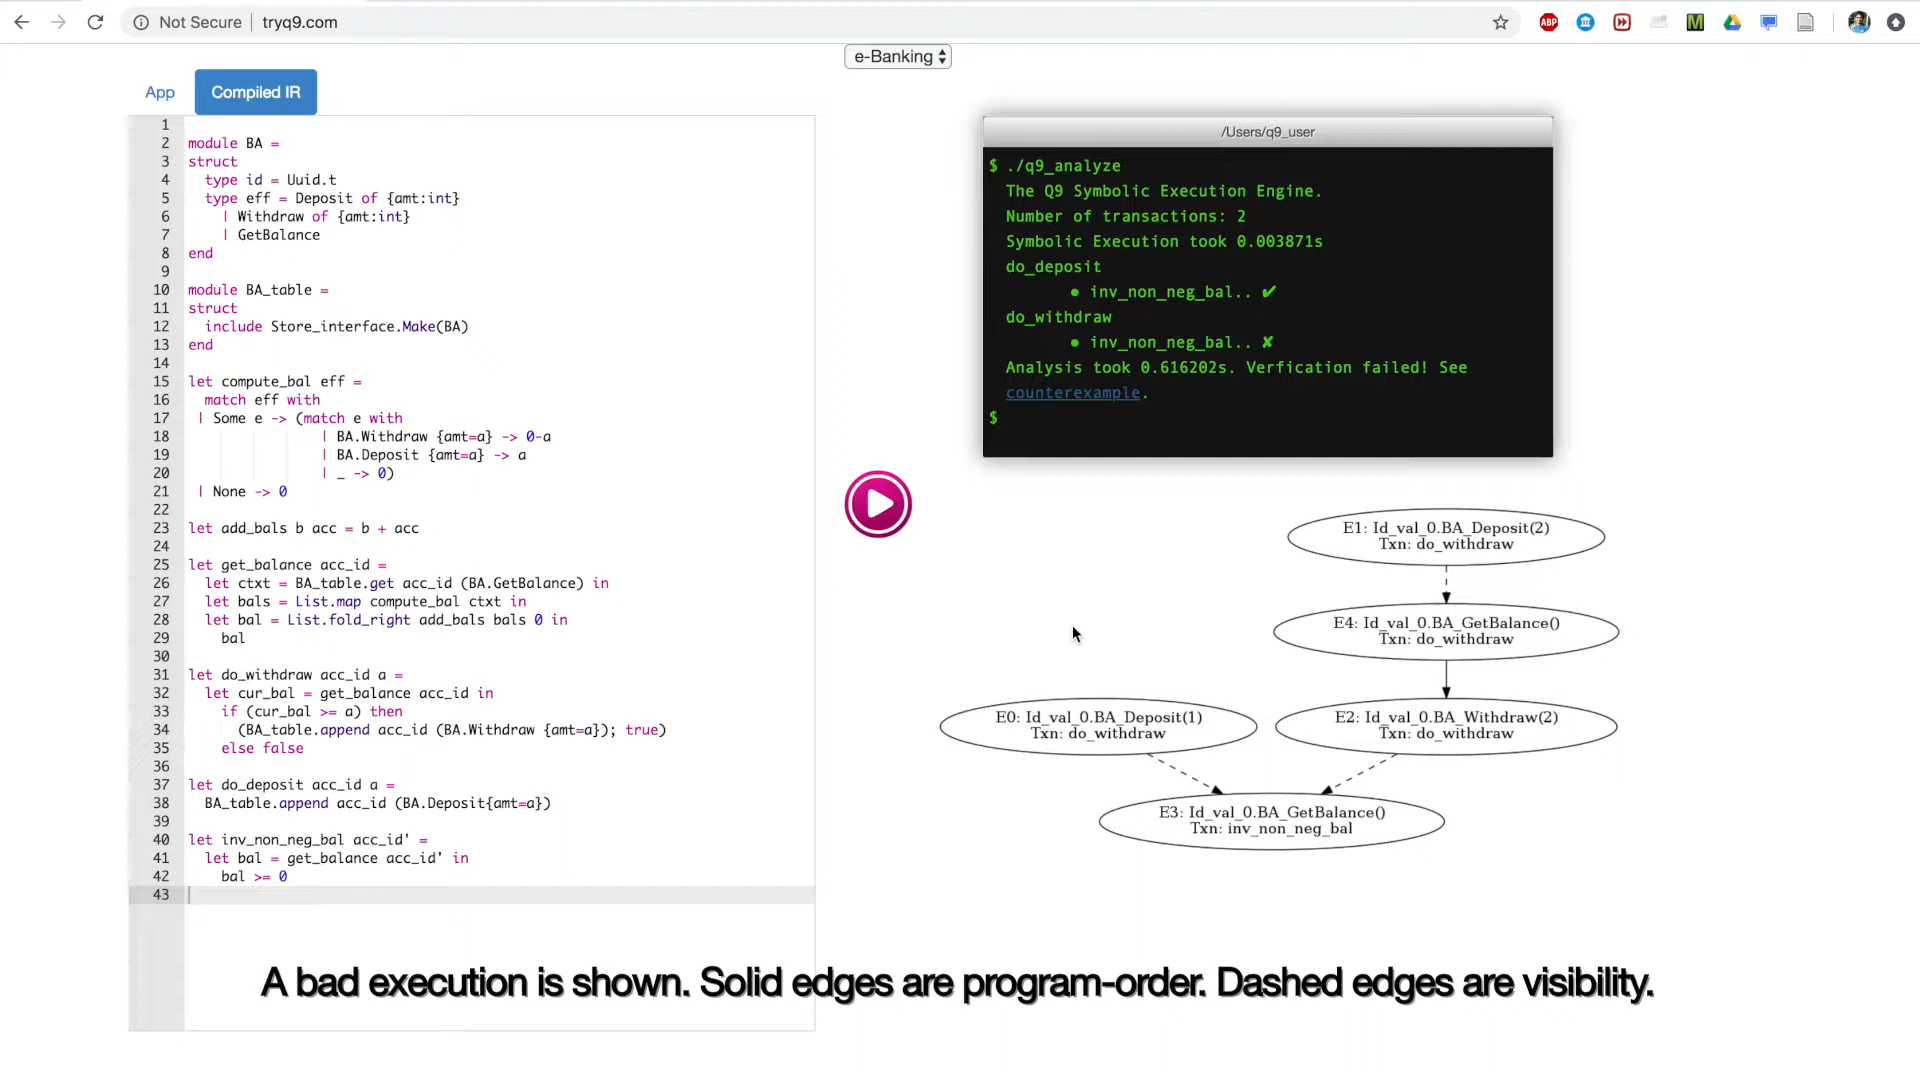 Not Secure | tryq9.com
ABP
M
e-Banking
App
Compiled IR
1
2 module BA =
3 struct
4 type id = Uuid.t
5 type eff = Deposit of {amt:int}
6 | Withdraw of {amt:int}
7 | GetBalance
8 end
9
10 module BA_table =
11 struct
12 include Store_interface.Make(BA)
13 end
14
15 let compute_bal eff =
16 match eff with
17 | Some e -> (match e with
18 | BA.Withdraw {amt=a} -> 0-a
19 | BA.Deposit {amt=a} -> a
20 | _ -> 0)
21 | None -> 0
22
23 let add_bals b acc = b + acc
24
25 let get_balance acc_id =
26 let ctxt = BA_table.get acc_id (BA.GetBalance) in
27 let bals = List.map compute_bal ctxt in
28 let bal = List.fold_right add_bals bals 0 in
29 bal
30
31 let do_withdraw acc_id a =
32 let cur_bal = get_balance acc_id in
33 if (cur_bal >= a) then
34 (BA_table.append acc_id (BA.Withdraw {amt=a}); true)
35 else false
36
37 let do_deposit acc_id a =
38 BA_table.append acc_id (BA.Deposit{amt=a})
39
40 let inv_non_neg_bal acc_id' =
41 let bal = get_balance acc_id' in
42 bal >= 0
43
/Users/q9_user
$ ./q9_analyze
The Q9 Symbolic Execution Engine.
Number of transactions: 2
Symbolic Execution took 0.003871s
do_deposit
• inv_non_neg_bal.. ✔
do_withdraw
• inv_non_neg_bal.. ✘
Analysis took 0.616202s. Verfication failed! See
counterexample.
$
E1: Id_val_0.BA_Deposit(2)
Txn: do_withdraw
E4: Id_val_0.BA_GetBalance()
Txn: do_withdraw
E0: Id_val_0.BA_Deposit(1)
Txn: do_withdraw
E2: Id_val_0.BA_Withdraw(2)
Txn: do_withdraw
E3: Id_val_0.BA_GetBalance()
Txn: inv_non_neg_bal
A bad execution is shown. Solid edges are program-order. Dashed edges are visibility.